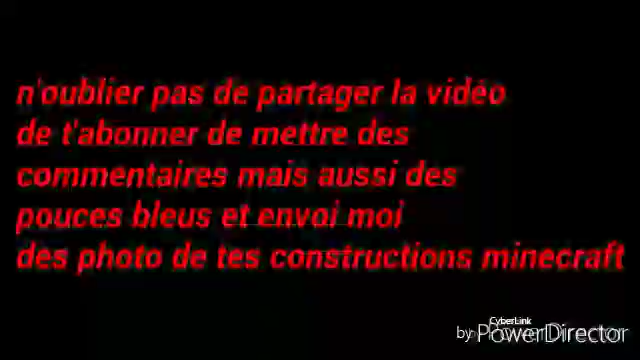 n'oublier pas de partager la vidéo
de t'abonner de mettre des
commentaires mais aussi des
pouces bleus et envoi moi
des photo de tes constructions minecraft
CyberLink
by PowerDirector